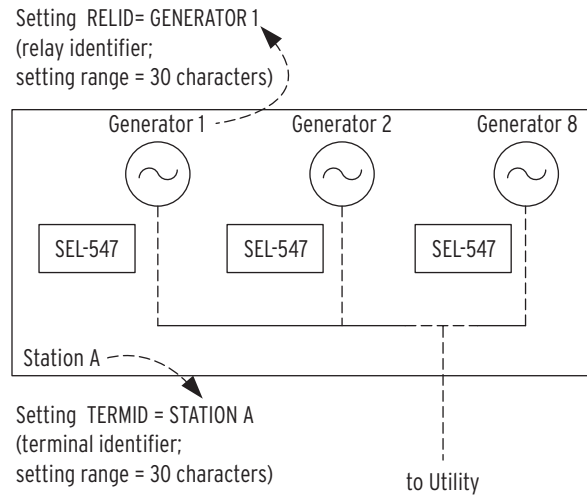 Setting RELID= GENERATOR 1
(relay identifier;
setting range = 30 characters)
Generator 1
Generator 2
Generator 8
SEL-547
SEL-547
SEL-547
Station A
Setting TERMID = STATION A
(terminal identifier;
setting range = 30 characters)
to Utility